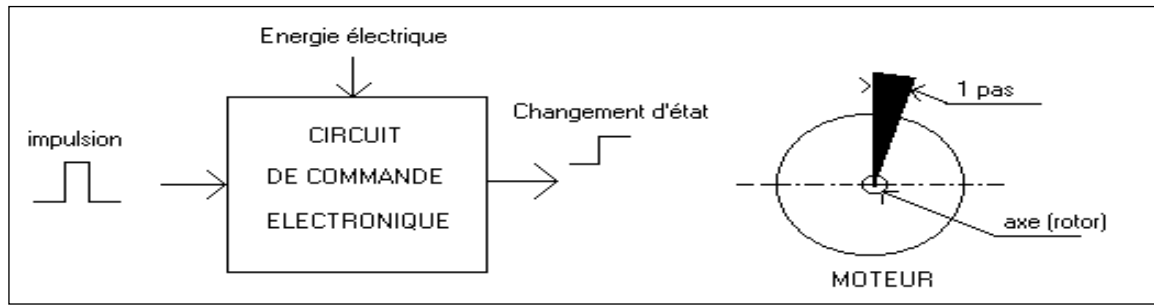 Energie électrique
impulsion
CIRCUIT
DE COMMANDE
ELECTRONIQUE
Changement d'état
1 pas
axe (rotor)
MOTEUR